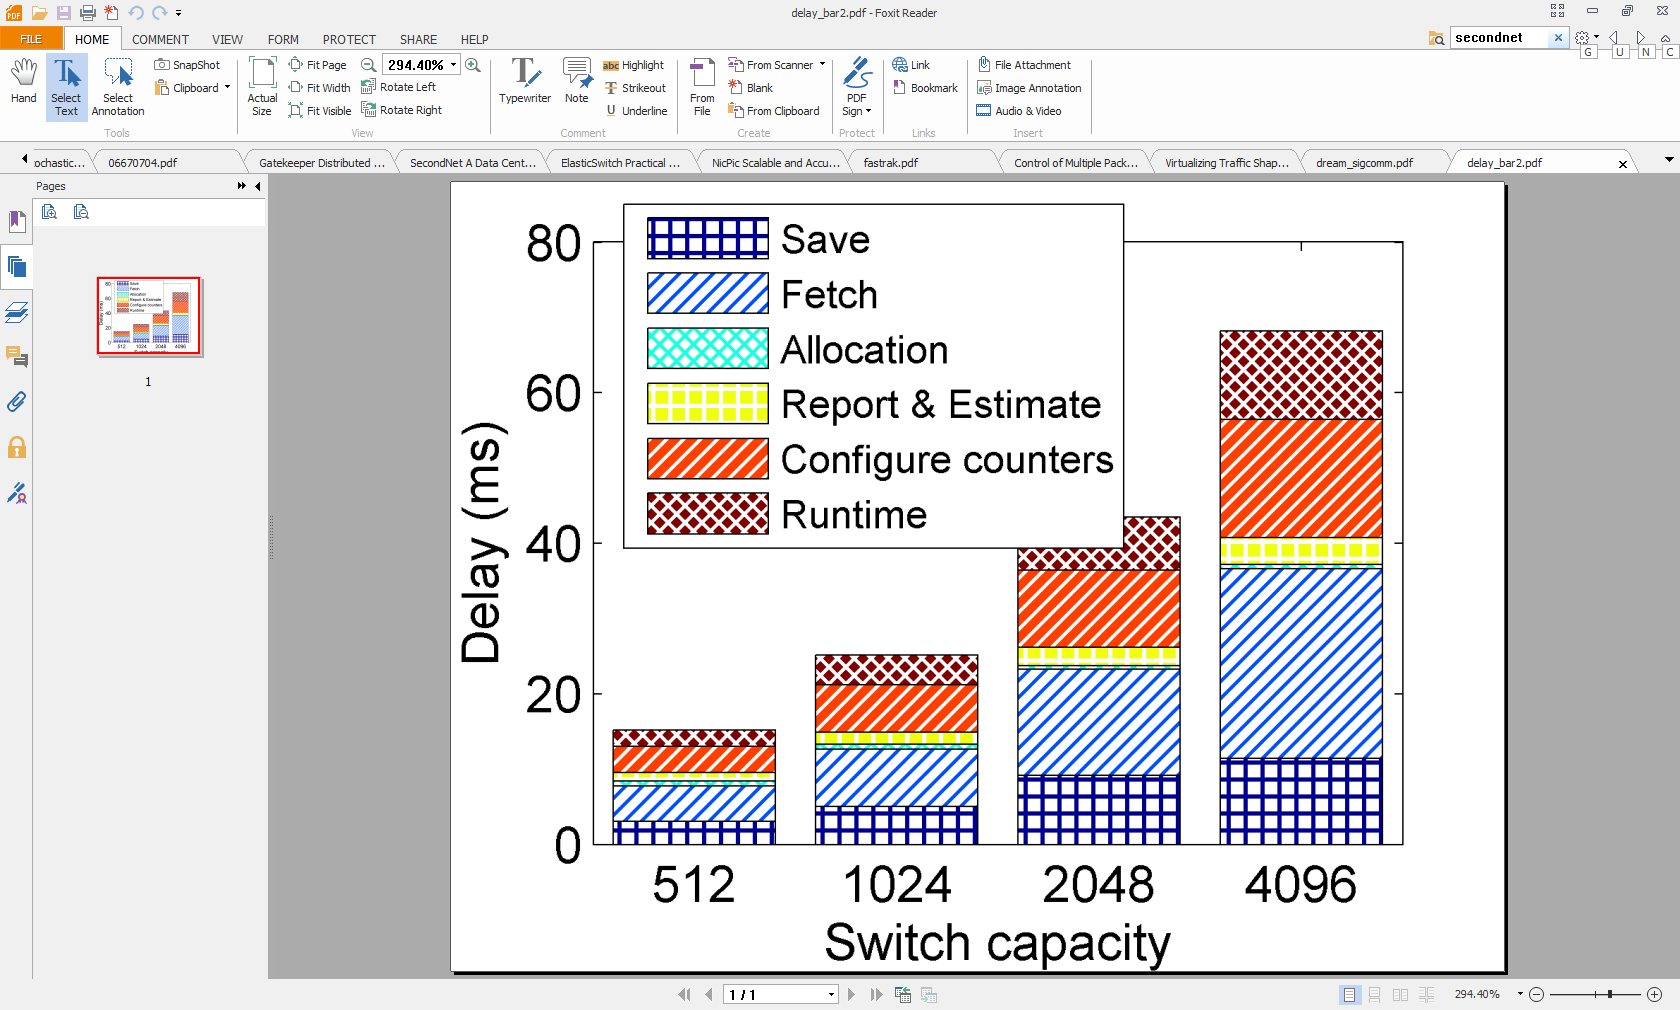 delay_bar2.pdf - Foxit Reader
FILE HOME COMMENT VIEW FORM PROTECT SHARE HELP
secondnet
G U N C
Hand
Select Text
Select Annotation
SnapShot
Clipboard
Tools
Actual Size
Fit Page
Fit Width
Fit Visible
294.40%
Rotate Left
Rotate Right
View
Typewriter
Note
abc Highlight
T Strikeout
U Underline
Comment
From File
From Scanner
Blank
From Clipboard
Create
PDF Sign
Protect
Link
Bookmark
Links
File Attachment
Image Annotation
Audio & Video
Insert
ochastic... 06670704.pdf Gatekeeper Distributed ... SecondNet A Data Cent... ElasticSwitch Practical ... NicPic Scalable and Accu... fastrak.pdf Control of Multiple Pack... Virtualizing Traffic Shap... dream_sigcomm.pdf delay_bar2.pdf
Pages
1
Save
Fetch
Allocation
Report & Estimate
Configure counters
Runtime
80
60
40
20
0
Delay (ms)
512 1024 2048 4096
Switch capacity
1 / 1
294.40%